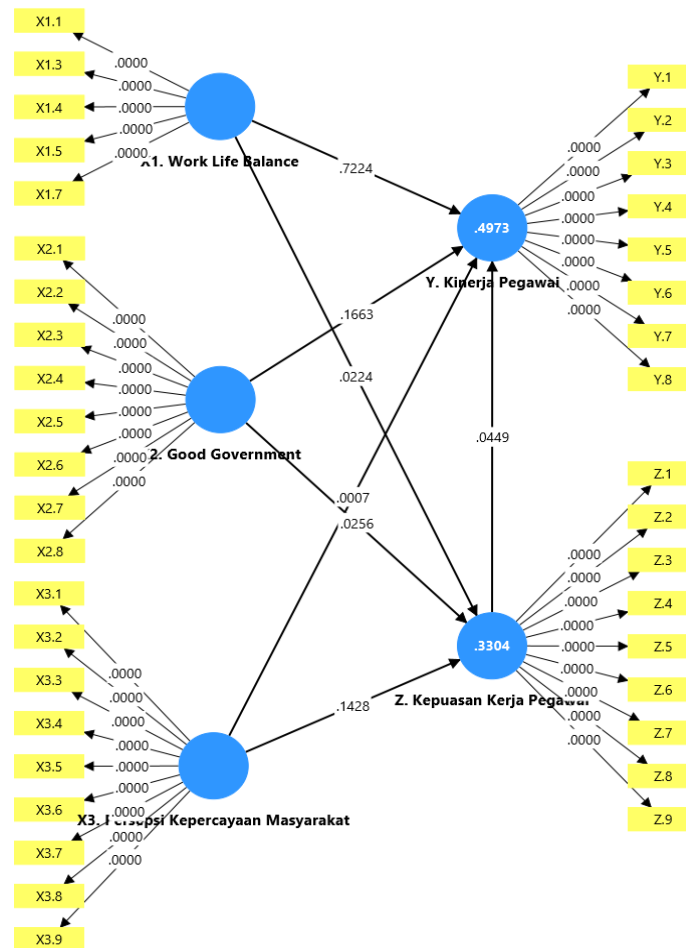 X1.1
X1.3
X1.4
X1.5
X1.7
.0000
.0000
.0000
.0000
.0000
X1. Work Life Balance
X2.1
X2.2
X2.3
X2.4
X2.5
X2.6
X2.7
X2.8
.0000
.0000
.0000
.0000
.0000
.0000
.0000
.0000
2. Good Government
X3.1
X3.2
X3.3
X3.4
X3.5
X3.6
X3.7
X3.8
X3.9
.0000
.0000
.0000
.0000
.0000
.0000
.0000
.0000
.0000
X3. Persepsi Kepercayaan Masyarakat
.7224
.1663
.0224
.0449
.0007
.0256
.1428
.4973
Y. Kinerja Pegawai
.0000
.0000
.0000
.0000
.0000
.0000
.0000
.0000
Y.1
Y.2
Y.3
Y.4
Y.5
Y.6
Y.7
Y.8
.3304
Z. Kepuasan Kerja Pegawai
.0000
.0000
.0000
.0000
.0000
.0000
.0000
.0000
.0000
Z.1
Z.2
Z.3
Z.4
Z.5
Z.6
Z.7
Z.8
Z.9